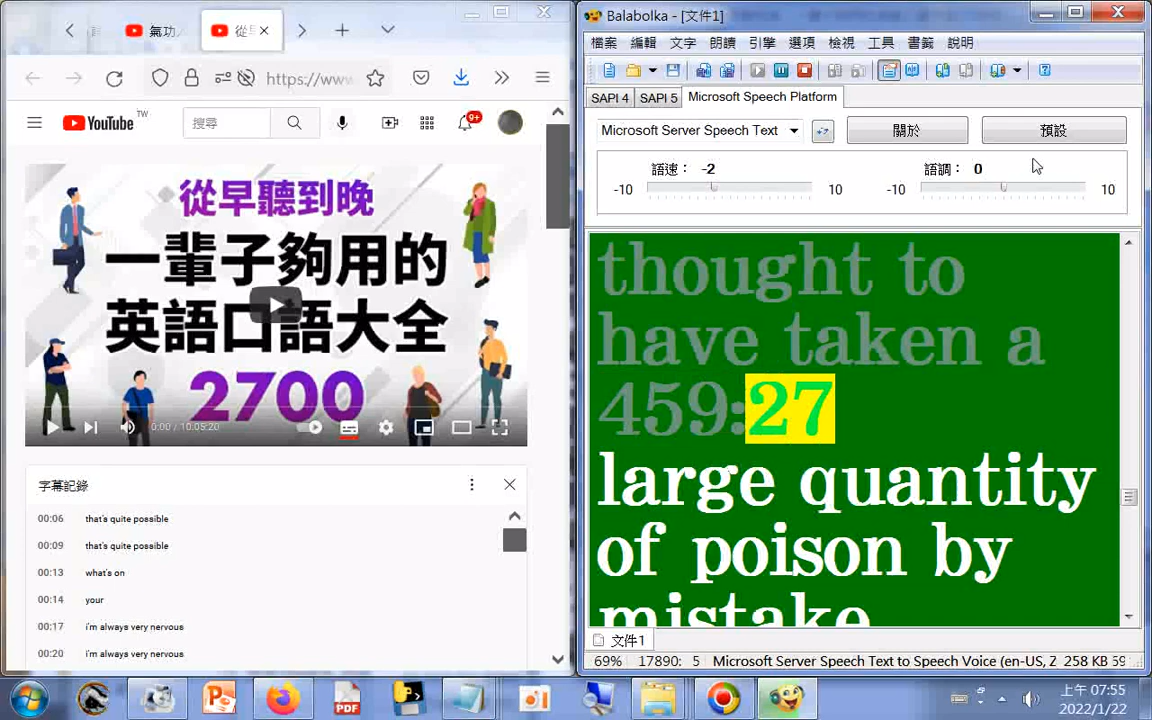 氣功
從
https://www
YouTube TW
搜尋
9+
從早聽到晚
一輩子夠用的
英語口語大全
2700
0:00 / 10:05:20
字幕記錄
00:06 that's quite possible
00:09 that's quite possible
00:13 what's on
00:14 your
00:17 i'm always very nervous
00:20 i'm always very nervous
Balabolka - [文件1]
檔案 編輯 文字 朗讀 引擎 選項 檢視 工具 書籤 說明
SAPI 4 SAPI 5 Microsoft Speech Platform
Microsoft Server Speech Text 關於 預設
語速： -2 語調： 0
-10 10 -10 10
thought to
have taken a
459:27
large quantity
of poison by
mistake
文件1
69% 17890: 5 Microsoft Server Speech Text to Speech Voice (en-US, Z 258 KB
PDF
上午 07:55
2022/1/22